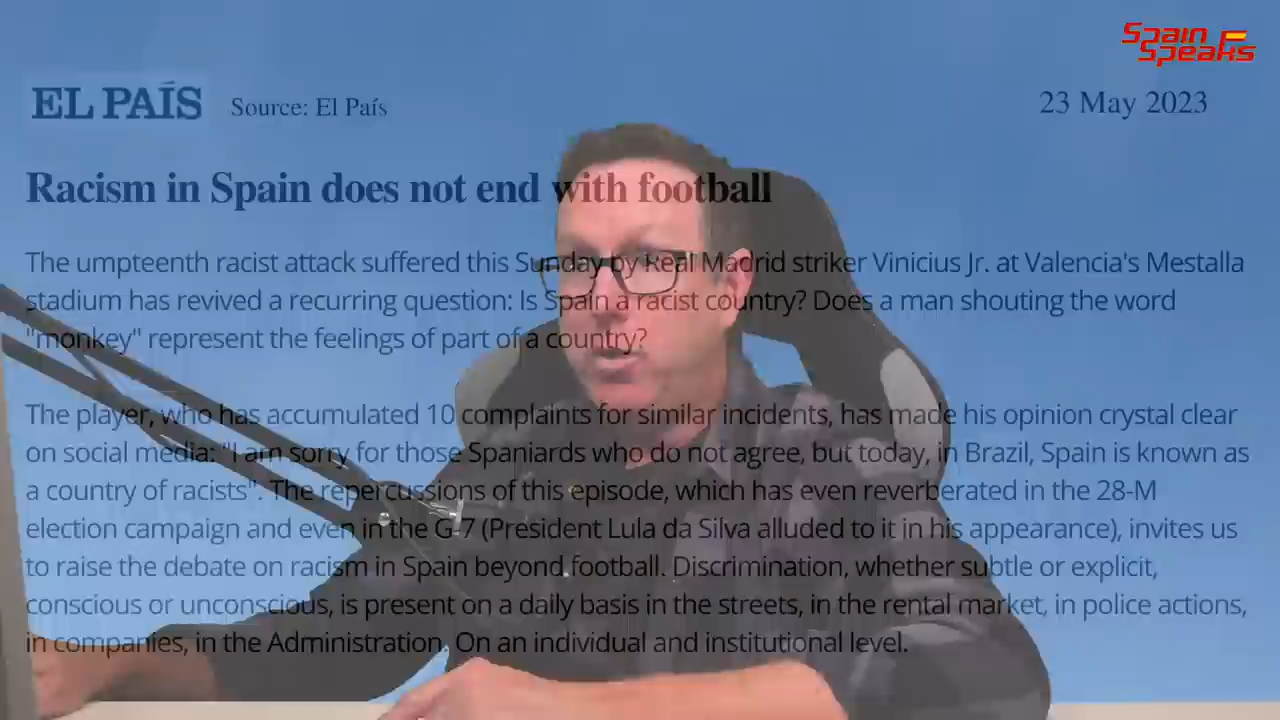 Spain
Speaks
EL PAÍS Source: El País 23 May 2023
Racism in Spain does not end with football
The umpteenth racist attack suffered this Sunday by Real Madrid striker Vinicius Jr. at Valencia's Mestalla
stadium has revived a recurring question: Is Spain a racist country? Does a man shouting the word
"monkey" represent the feelings of part of a country?
The player, who has accumulated 10 complaints for similar incidents, has made his opinion crystal clear
on social media: "I am sorry for those Spaniards who do not agree, but today, in Brazil, Spain is known as
a country of racists". The repercussions of this episode, which has even reverberated in the 28-M
election campaign and even in the G-7 (President Lula da Silva alluded to it in his appearance), invites us
to raise the debate on racism in Spain beyond football. Discrimination, whether subtle or explicit,
conscious or unconscious, is present on a daily basis in the streets, in the rental market, in police actions,
in companies, in the Administration. On an individual and institutional level.